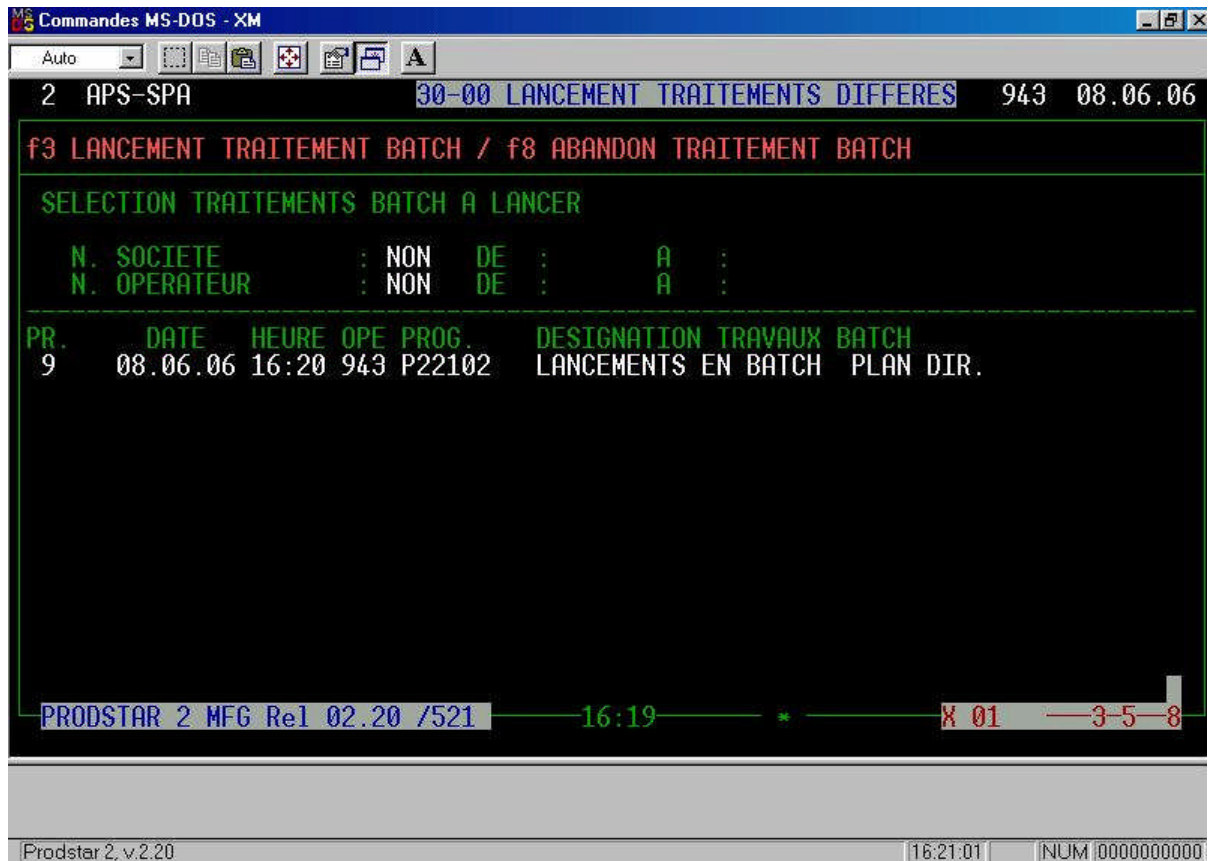 Commandes MS-DOS - XM
Auto A
2 APS-SPA 30-00 LANCEMENT TRAITEMENTS DIFFERES 943 08.06.06
f3 LANCEMENT TRAITEMENT BATCH / f8 ABANDON TRAITEMENT BATCH
SELECTION TRAITEMENTS BATCH A LANCER
N. SOCIETE : NON DE : A :
N. OPERATEUR : NON DE : A :
PR. DATE HEURE OPE PROG. DESIGNATION TRAVAUX BATCH
9 08.06.06 16:20 943 P22102 LANCEMENTS EN BATCH PLAN DIR.
PRODSTAR 2 MFG Rel 02.20 /521 16:19 * X 01 3-5--8
Prodstar 2, v.2.20 16:21:01 NUM 0000000000